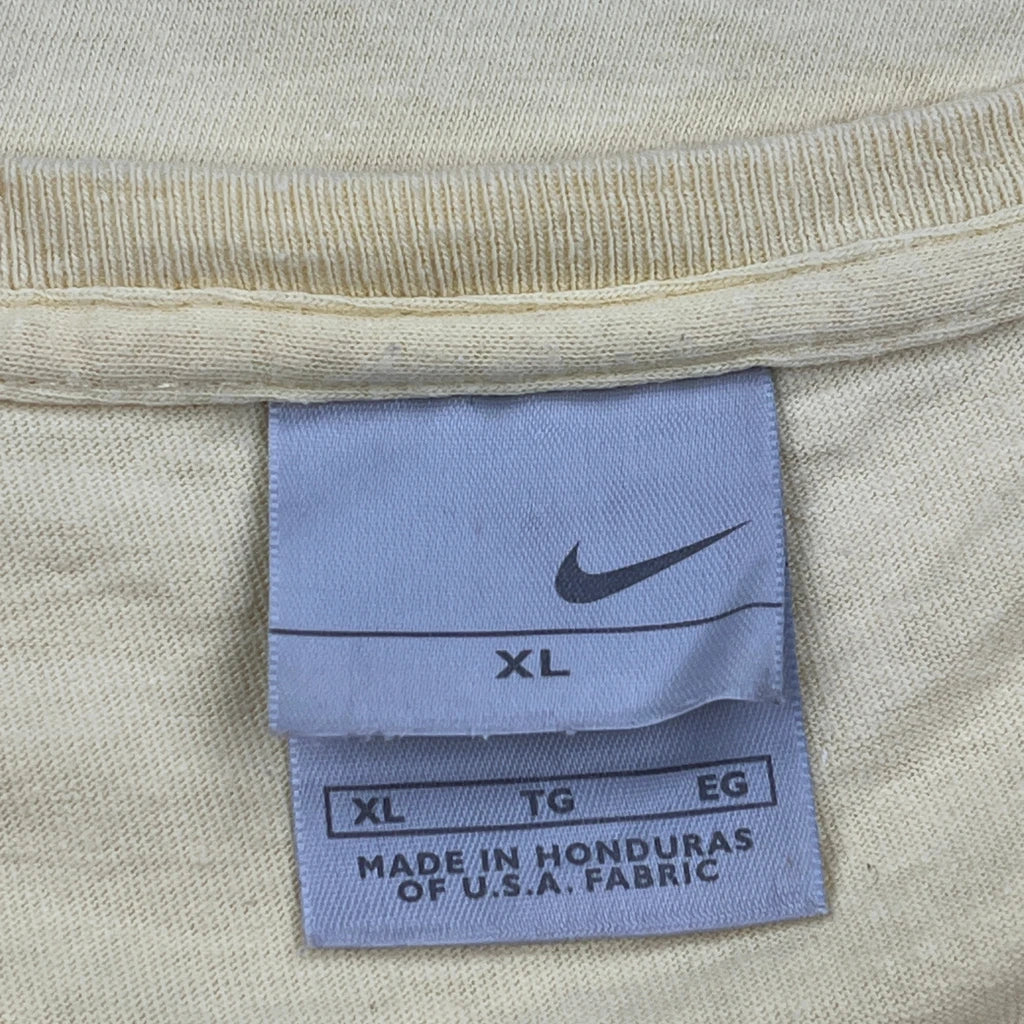 XL
XL TG EG
MADE IN HONDURAS
OF U.S.A. FABRIC